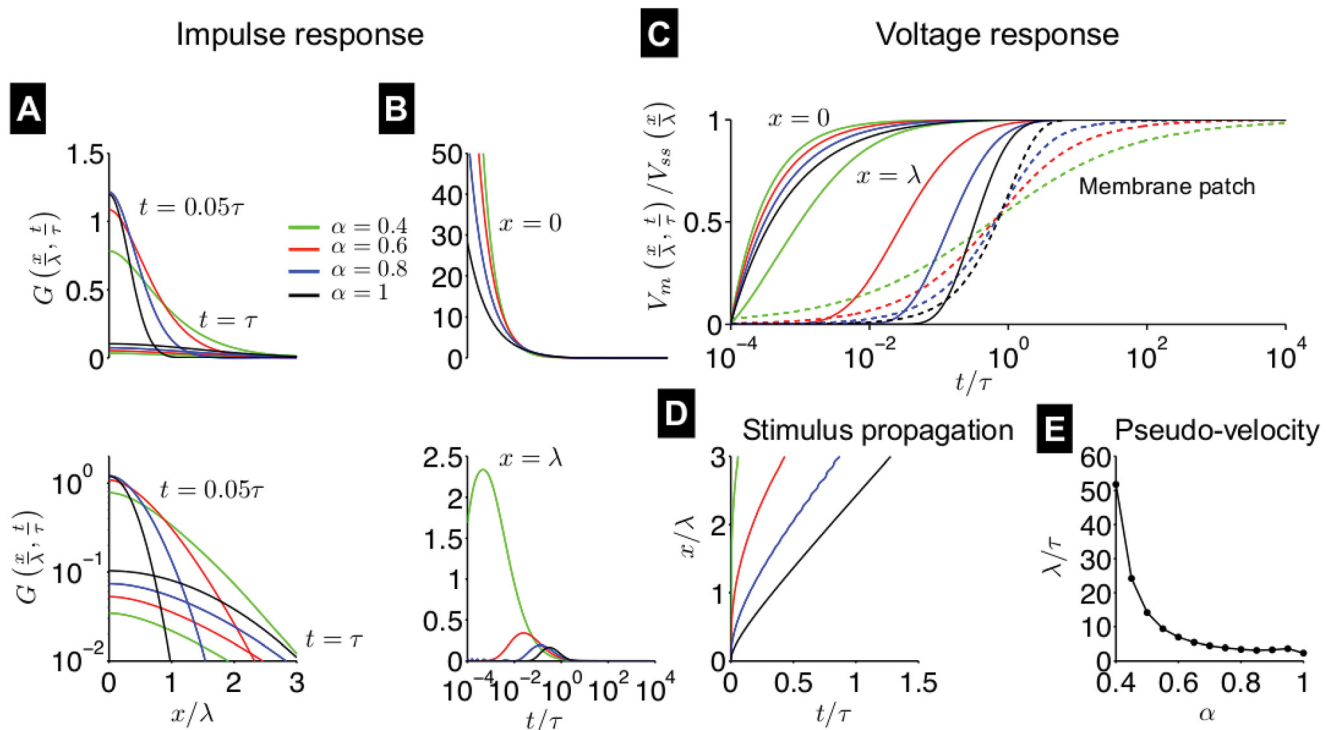 Impulse response
C
Voltage response
A
B
G(x/λ, t/τ)
1.5
1
0.5
0
t = 0.05τ
t = τ
α = 0.4
α = 0.6
α = 0.8
α = 1
50
40
30
20
10
0
x = 0
V_m(x/λ, t/τ)/V_ss(x/λ)
1
0.5
0
x = 0
x = λ
Membrane patch
10^-4
10^-2
10^0
10^2
10^4
t/τ
G(x/λ, t/τ)
10^0
10^-1
10^-2
t = 0.05τ
t = τ
0
1
2
3
x/λ
2.5
2
1.5
1
0.5
0
x = λ
10^-4
10^-2
10^0
10^2
10^4
t/τ
D
Stimulus propagation
x/λ
3
2
1
0
0
0.5
1
1.5
t/τ
E
Pseudo-velocity
λ/τ
60
50
40
30
20
10
0
0.4
0.6
0.8
1
α